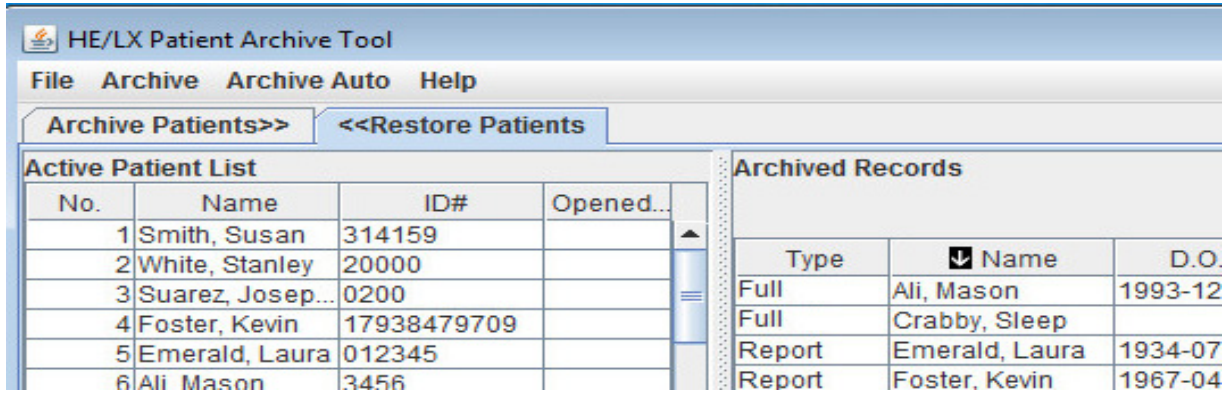 HE/LX Patient Archive Tool
File Archive Archive Auto Help
Archive Patients>> <<Restore Patients
Active Patient List
No. Name ID# Opened...
1 Smith, Susan 314159
2 White, Stanley 20000
3 Suarez, Josep... 0200
4 Foster, Kevin 17938479709
5 Emerald, Laura 012345
6 Ali, Mason 3456
Archived Records
Type Name D.O.
Full Ali, Mason 1993-12
Full Crabby, Sleep
Report Emerald, Laura 1934-07
Report Foster, Kevin 1967-04